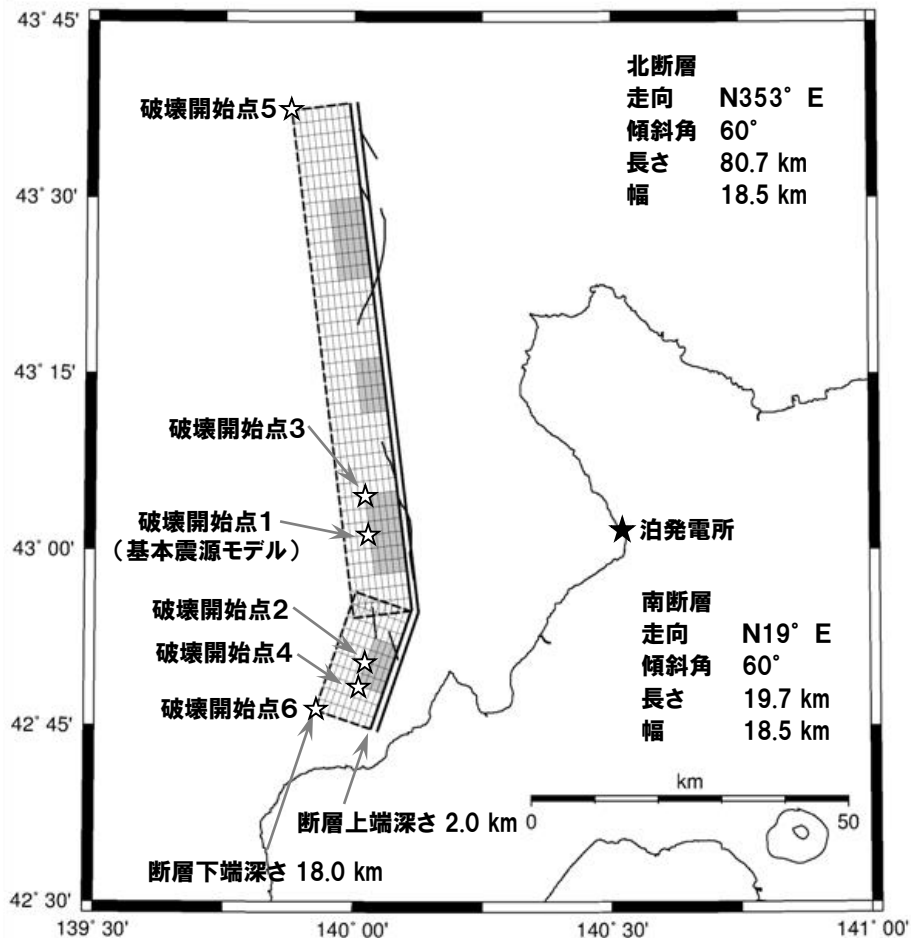 43° 45'
北断層
走向 N353° E
傾斜角 60°
長さ 80.7 km
幅 18.5 km
破壊開始点5
43° 30'
43° 15'
破壊開始点3
破壊開始点1
(基本震源モデル)
43° 00'
泊発電所
破壊開始点2
破壊開始点4
破壊開始点6
南断層
走向 N19° E
傾斜角 60°
長さ 19.7 km
幅 18.5 km
42° 45'
km
0 50
断層上端深さ 2.0 km
断層下端深さ 18.0 km
42° 30'
139° 30' 140° 00' 140° 30' 141° 00'